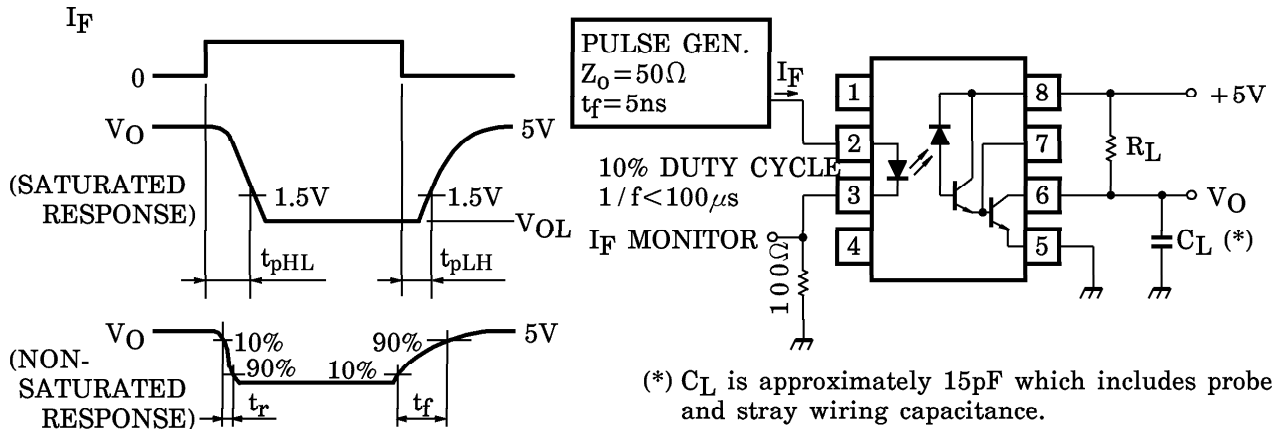 I_F
0
V_O
5V
(SATURATED
RESPONSE)
1.5V
1.5V
V_OL
t_pHL
t_pLH
V_O
5V
(NON-
SATURATED
RESPONSE)
10%
90%
90%
10%
t_r
t_f
PULSE GEN.
Z_o=50Ω
t_f=5ns
I_F
10% DUTY CYCLE
1/f<100μs
I_F MONITOR
100Ω
1
2
3
4
8
7
6
5
+5V
R_L
V_O
C_L (*)
(*) C_L is approximately 15pF which includes probe
and stray wiring capacitance.